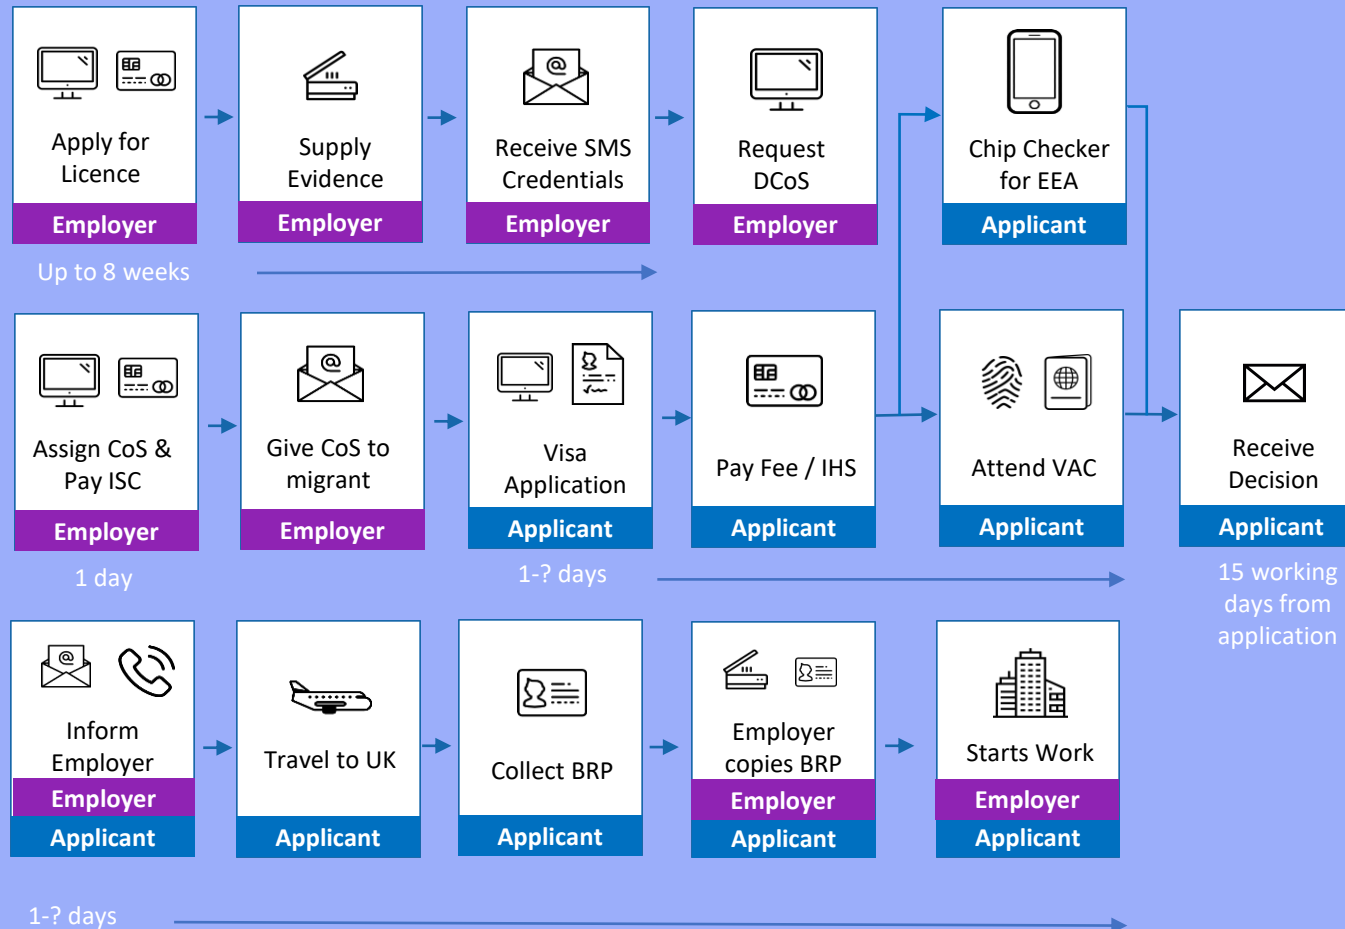 Apply for
Licence
Employer
Supply
Evidence
Employer
Receive SMS
Credentials
Employer
Request
DCoS
Employer
Chip Checker
for EEA
Applicant
Up to 8 weeks
Assign CoS &
Pay ISC
Employer
Give CoS to
migrant
Employer
Visa
Application
Applicant
Pay Fee / IHS
Applicant
Attend VAC
Applicant
Receive
Decision
Applicant
1 day
1-? days
15 working
days from
application
Inform
Employer
Employer
Applicant
Travel to UK
Applicant
Collect BRP
Applicant
Employer
copies BRP
Employer
Applicant
Starts Work
Employer
Applicant
1-? days